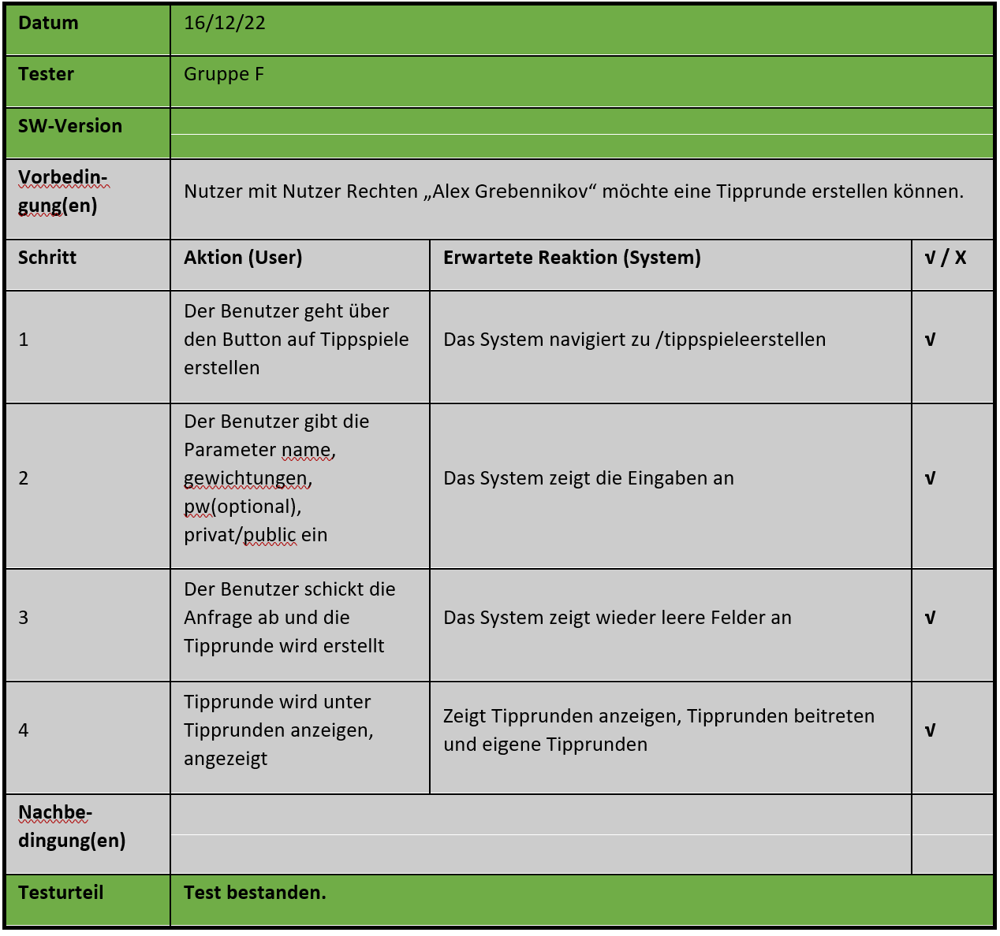 Datum
16/12/22
Tester
Gruppe F
SW-Version
Vorbedin-
gung(en)
Nutzer mit Nutzer Rechten „Alex Grebennikov“ möchte eine Tipprunde erstellen können.
Schritt
Aktion (User)
Erwartete Reaktion (System)
√ / X
1
Der Benutzer geht über
den Button auf Tippspiele
erstellen
Das System navigiert zu /tippspieleerstellen
√
2
Der Benutzer gibt die
Parameter name,
gewichtungen,
pw(optional),
privat/public ein
Das System zeigt die Eingaben an
√
3
Der Benutzer schickt die
Anfrage ab und die
Tipprunde wird erstellt
Das System zeigt wieder leere Felder an
√
4
Tipprunde wird unter
Tipprunden anzeigen,
angezeigt
Zeigt Tipprunden anzeigen, Tipprunden beitreten
und eigene Tipprunden
√
Nachbe-
dingung(en)
Testurteil
Test bestanden.